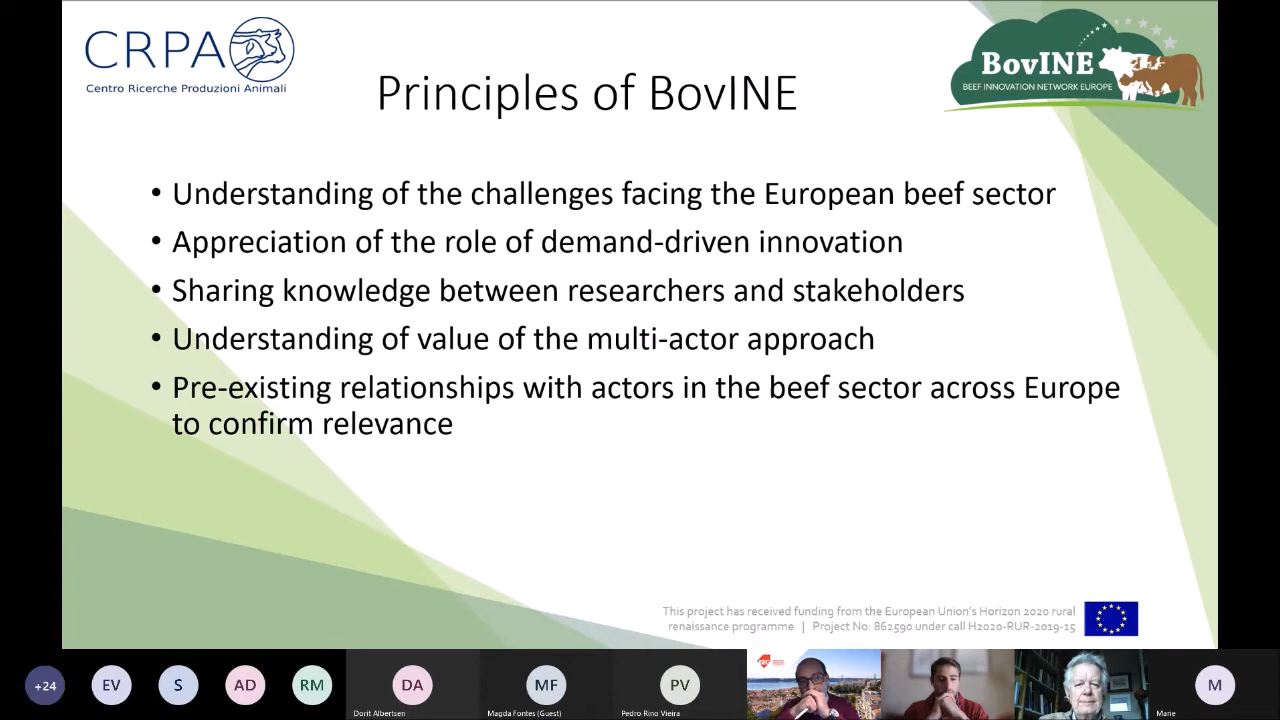 CRPA
Centro Ricerche Produzioni Animali
BovINE
BEEF INNOVATION NETWORK EUROPE
Principles of BovINE
• Understanding of the challenges facing the European beef sector
• Appreciation of the role of demand-driven innovation
• Sharing knowledge between researchers and stakeholders
• Understanding of value of the multi-actor approach
• Pre-existing relationships with actors in the beef sector across Europe
to confirm relevance
This project has received funding from the European Union's Horizon 2020 rural
renaissance programme | Project No: 862590 under call H2020-RUR-2019-15
+24
EV
S
AD
RM
DA
Dorit Albertsen
MF
Magda Fontes (Guest)
PV
Pedro Rino Vieira
M
Marie